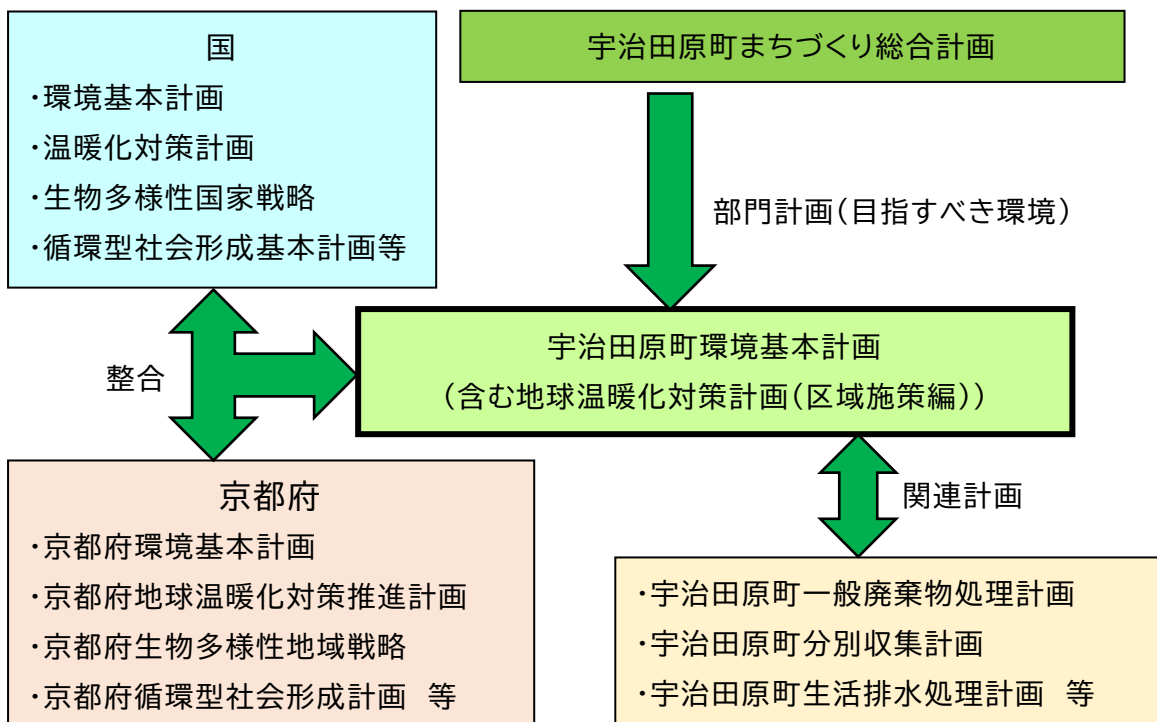 国
・環境基本計画
・温暖化対策計画
・生物多様性国家戦略
・循環型社会形成基本計画等
宇治田原町まちづくり総合計画
部門計画（目指すべき環境）
宇治田原町環境基本計画
（含む地球温暖化対策計画（区域施策編））
整合
関連計画
京都府
・京都府環境基本計画
・京都府地球温暖化対策推進計画
・京都府生物多様性地域戦略
・京都府循環型社会形成計画　等
・宇治田原町一般廃棄物処理計画
・宇治田原町分別収集計画
・宇治田原町生活排水処理計画　等